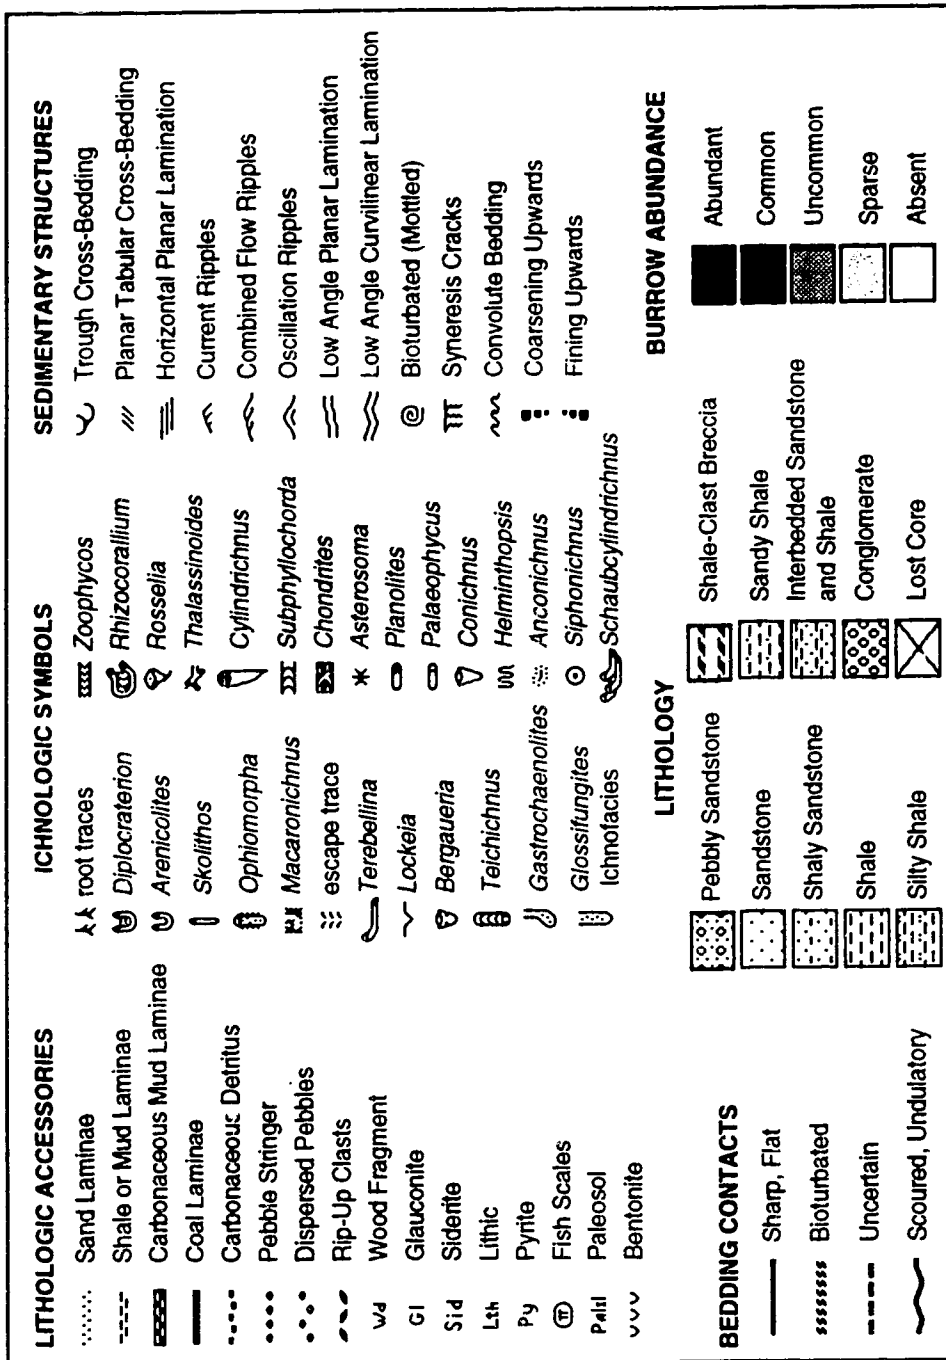 LITHOLOGIC ACCESSORIES
Sand Laminae
Shale or Mud Laminae
Carbonaceous Mud Laminae
Coal Laminae
Carbonaceous Detritus
Pebble Stringer
Dispersed Pebbles
Rip-Up Clasts
Wd Wood Fragment
Gl Glauconite
Sid Siderite
Lth Lithic
Py Pyrite
Fish Scales
Palsl Paleosol
Bentonite
ICHNOLOGIC SYMBOLS
root traces
Diplocraterion
Arenicolites
Skolithos
Ophiomorpha
Macaronichnus
escape trace
Terebellina
Lockeia
Bergaueria
Teichichnus
Gastrochaenolites
Glossifungites
Ichnofacies
Zoophycos
Rhizocorallium
Rosselia
Thalassinoides
Cylindrichnus
Subphyllochorda
Chondrites
Asterosoma
Planolites
Palaeophycus
Conichnus
Helminthopsis
Anconichnus
Siphonichnus
Schaubcylindrichnus
SEDIMENTARY STRUCTURES
Trough Cross-Bedding
Planar Tabular Cross-Bedding
Horizontal Planar Lamination
Current Ripples
Combined Flow Ripples
Oscillation Ripples
Low Angle Planar Lamination
Low Angle Curvilinear Lamination
Bioturbated (Mottled)
Syneresis Cracks
Convolute Bedding
Coarsening Upwards
Fining Upwards
BEDDING CONTACTS
Sharp, Flat
Bioturbated
Uncertain
Scoured, Undulatory
LITHOLOGY
Pebbly Sandstone
Sandstone
Shaly Sandstone
Shale
Silty Shale
Shale-Clast Breccia
Sandy Shale
Interbedded Sandstone
and Shale
Conglomerate
Lost Core
BURROW ABUNDANCE
Abundant
Common
Uncommon
Sparse
Absent